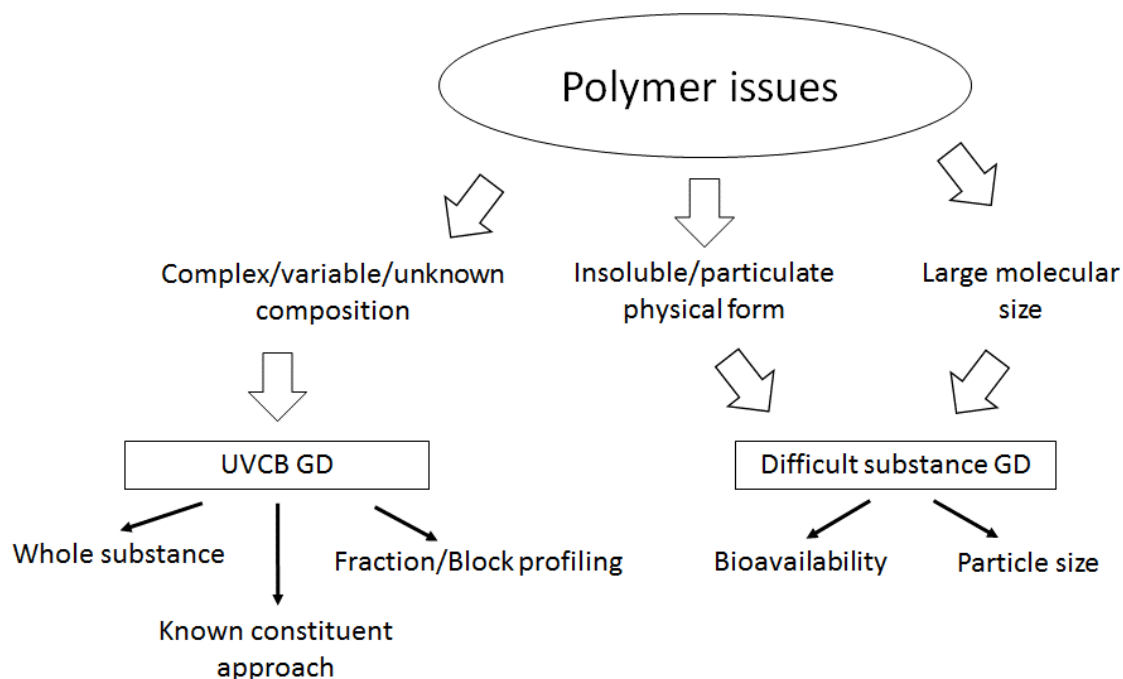 Polymer issues
Complex/variable/unknown
composition
Insoluble/particulate
physical form
Large molecular
size
UVCB GD
Difficult substance GD
Whole substance
Fraction/Block profiling
Bioavailability
Particle size
Known constituent
approach